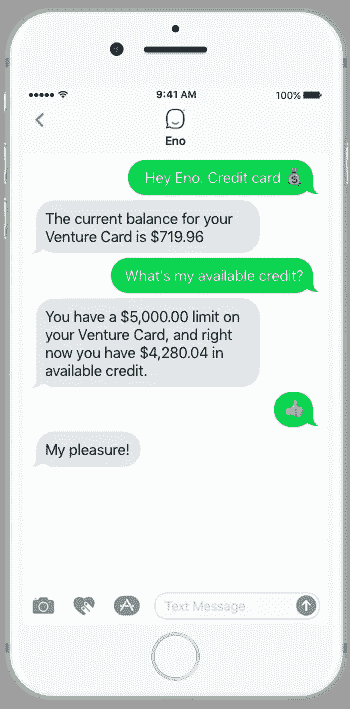 9:41 AM
100%
Eno
Hey Eno. Credit card 💰
The current balance for your
Venture Card is $719.96
What's my available credit?
You have a $5,000.00 limit on
your Venture Card, and right
now you have $4,280.04 in
available credit.
👍
My pleasure!
Text Message